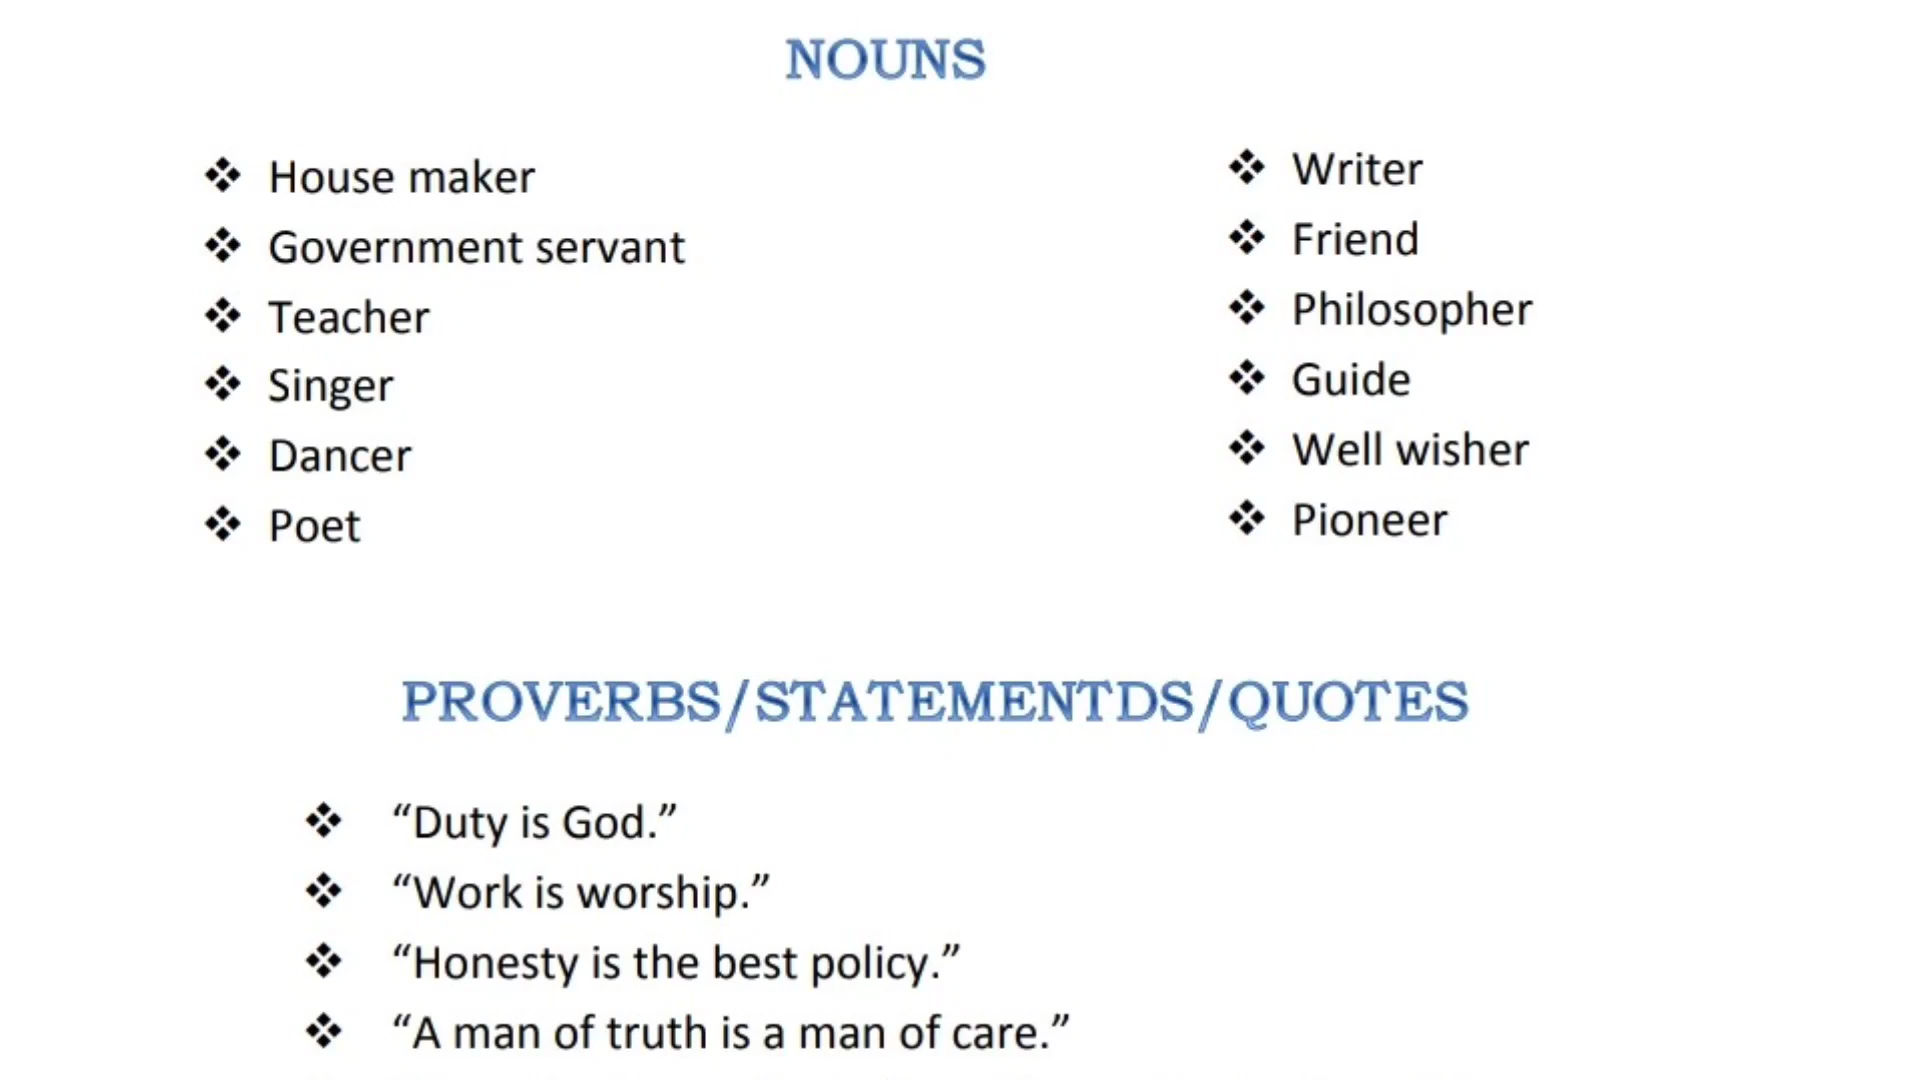 NOUNS
❖ House maker
❖ Government servant
❖ Teacher
❖ Singer
❖ Dancer
❖ Poet
❖ Writer
❖ Friend
❖ Philosopher
❖ Guide
❖ Well wisher
❖ Pioneer
PROVERBS/STATEMENTDS/QUOTES
❖ “Duty is God.”
❖ “Work is worship.”
❖ “Honesty is the best policy.”
❖ “A man of truth is a man of care.”